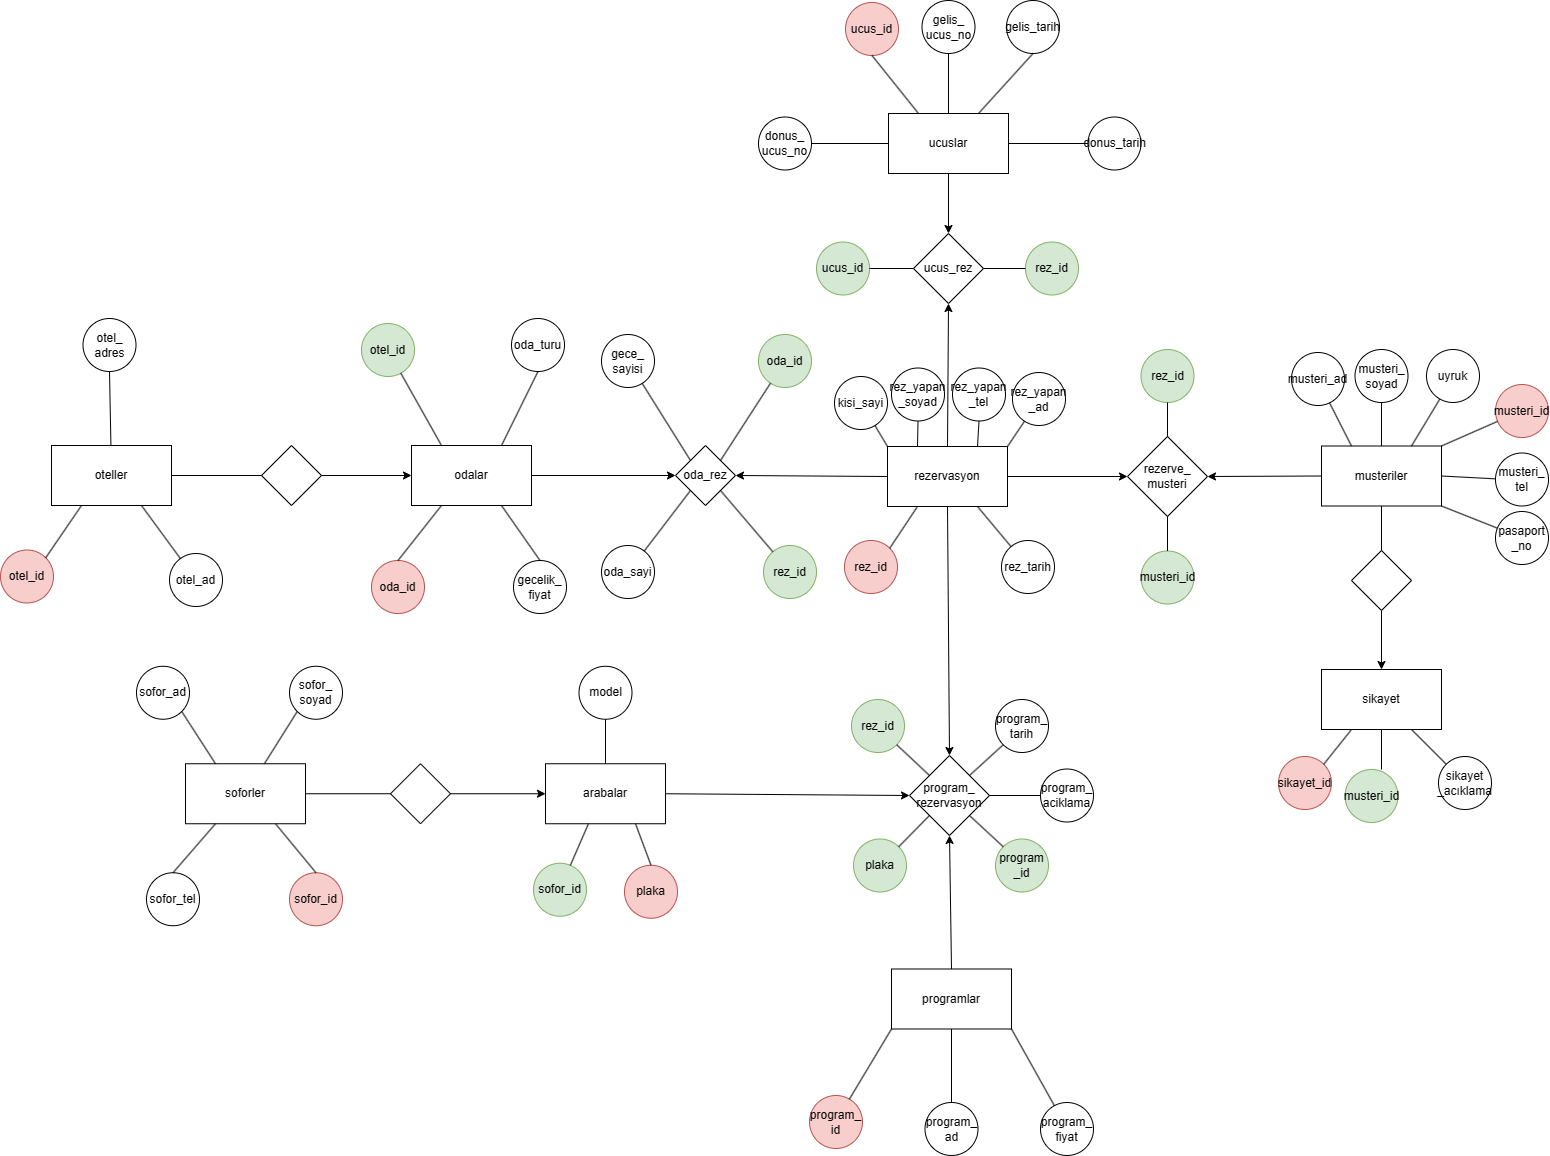 ucus_id
gelis_
ucus_no
gelis_tarih
donus_
ucus_no
ucuslar
donus_tarih
ucus_id
ucus_rez
rez_id
otel_
adres
otel_id
oda_turu
gece_
sayisi
oda_id
kisi_sayi
rez_yapan
_soyad
rez_yapan
_tel
rez_yapan
_ad
rez_id
musteri_ad
musteri_
soyad
uyruk
musteri_id
oteller
odalar
oda_rez
rezervasyon
rezerve_
musteri
musteriler
musteri_
tel
pasaport
_no
otel_id
otel_ad
oda_id
gecelik_
fiyat
oda_sayi
rez_id
rez_id
rez_tarih
musteri_id
sofor_ad
sofor_
soyad
model
rez_id
program_
tarih
sikayet
soforler
arabalar
program_
rezervasyon
program_
aciklama
sikayet_id
musteri_id
sikayet
_acıklama
sofor_tel
sofor_id
sofor_id
plaka
plaka
program
_id
programlar
program_
id
program_
ad
program_
fiyat